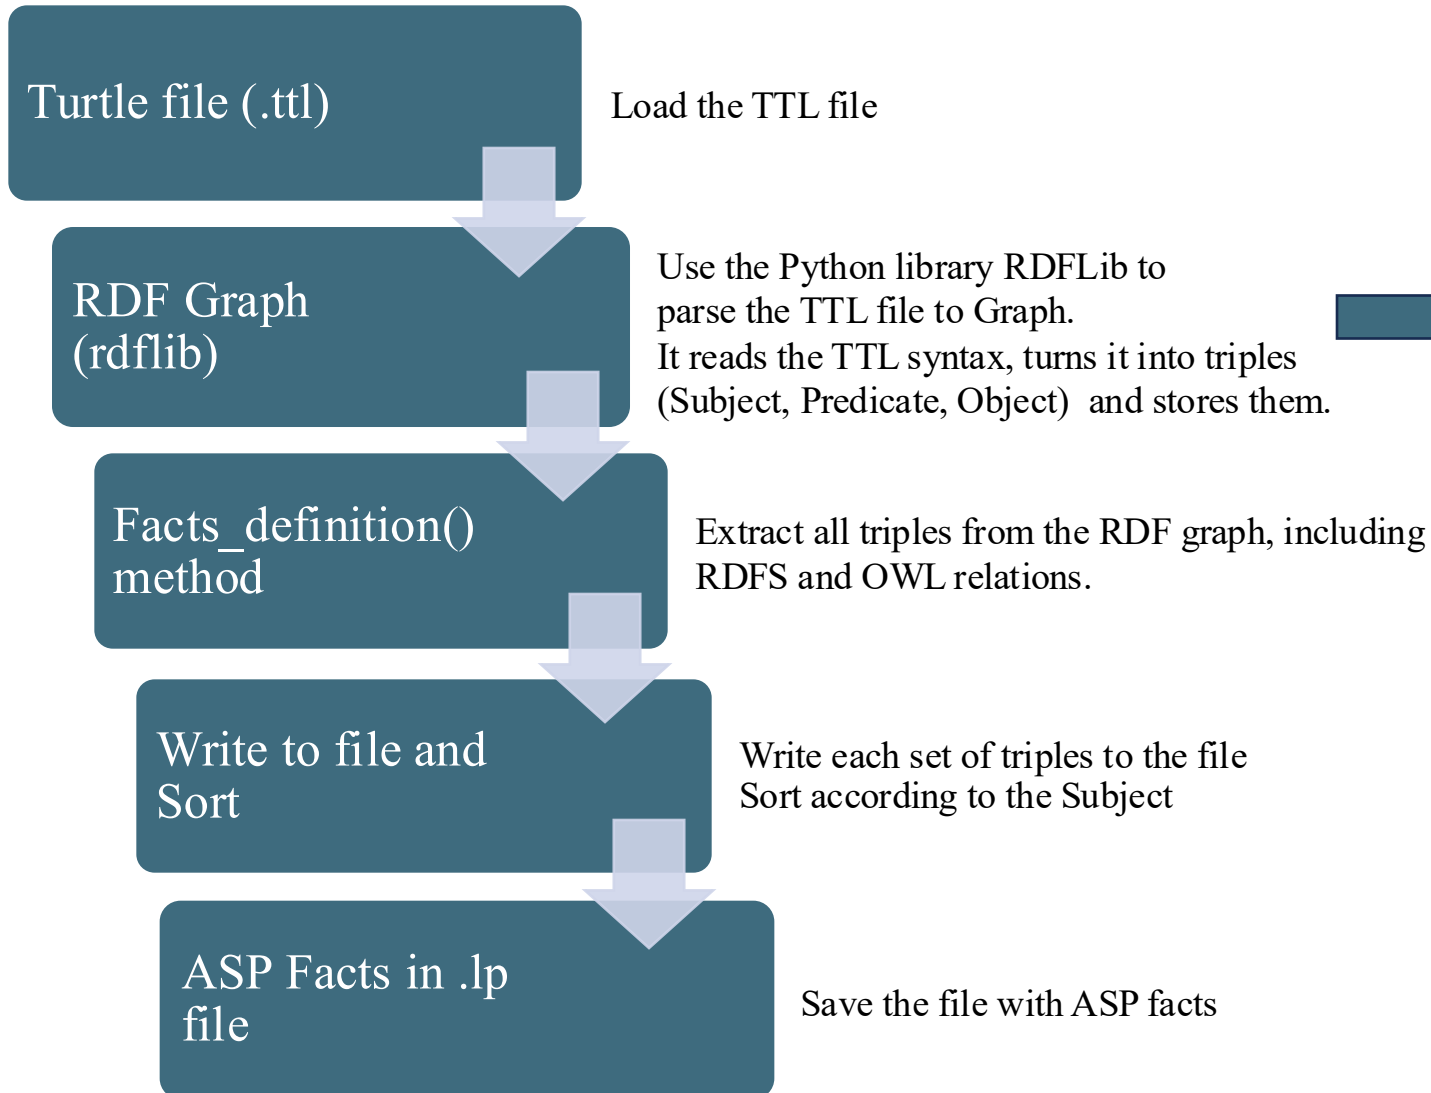 Turtle file (.ttl)
Load the TTL file
RDF Graph
(rdflib)
Use the Python library RDFLib to
parse the TTL file to Graph.
It reads the TTL syntax, turns it into triples
(Subject, Predicate, Object)  and stores them.
Facts_definition()
method
Extract all triples from the RDF graph, including
RDFS and OWL relations.
Write to file and
Sort
Write each set of triples to the file
Sort according to the Subject
ASP Facts in .lp
file
Save the file with ASP facts